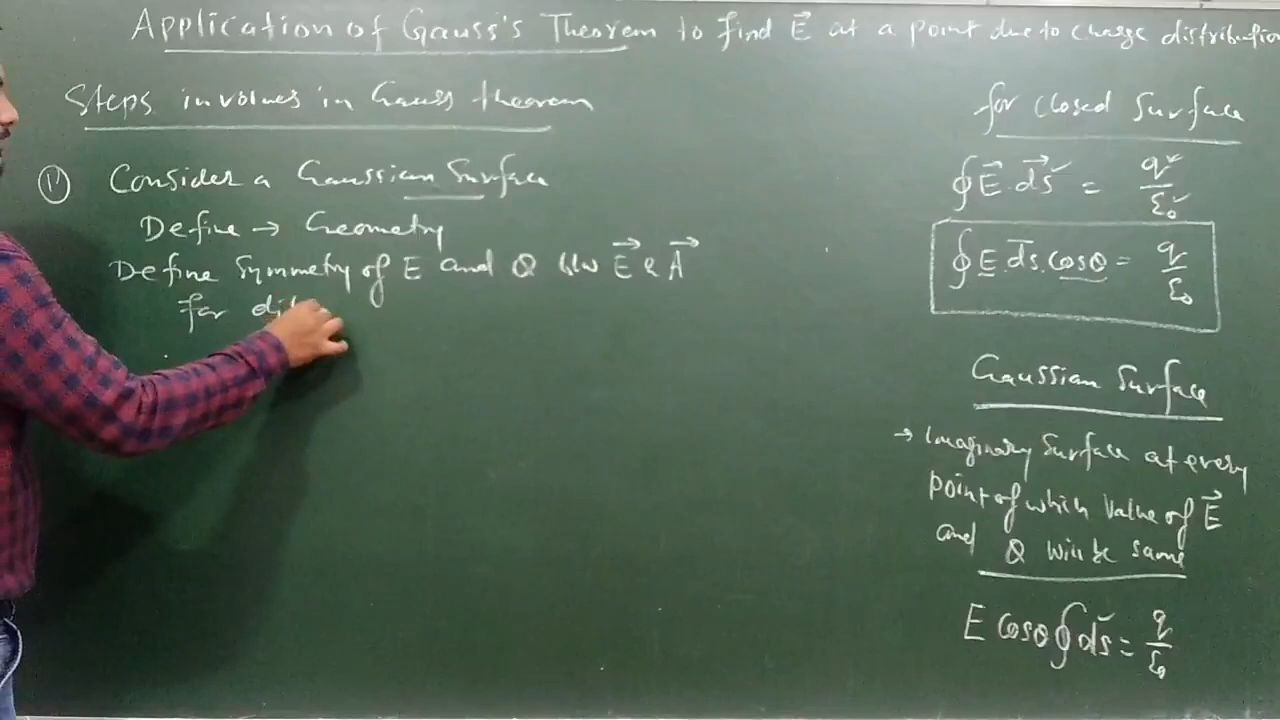 Application of Gauss's Theorem to find E⃗ at a point due to charge distribution
Steps involves in Gauss theorem
① Consider a Gaussian Surface
Define → Geometry
Define Symmetry of E and θ b/w E⃗ & A⃗
for
for closed Surface
∮E⃗.ds⃗ = q/ε₀
∮E.ds.cosθ = q/ε₀
Gaussian Surface
→ Imaginary Surface at every
point of which value of E⃗
and θ will be same
E cosθ∮ds = q/ε₀